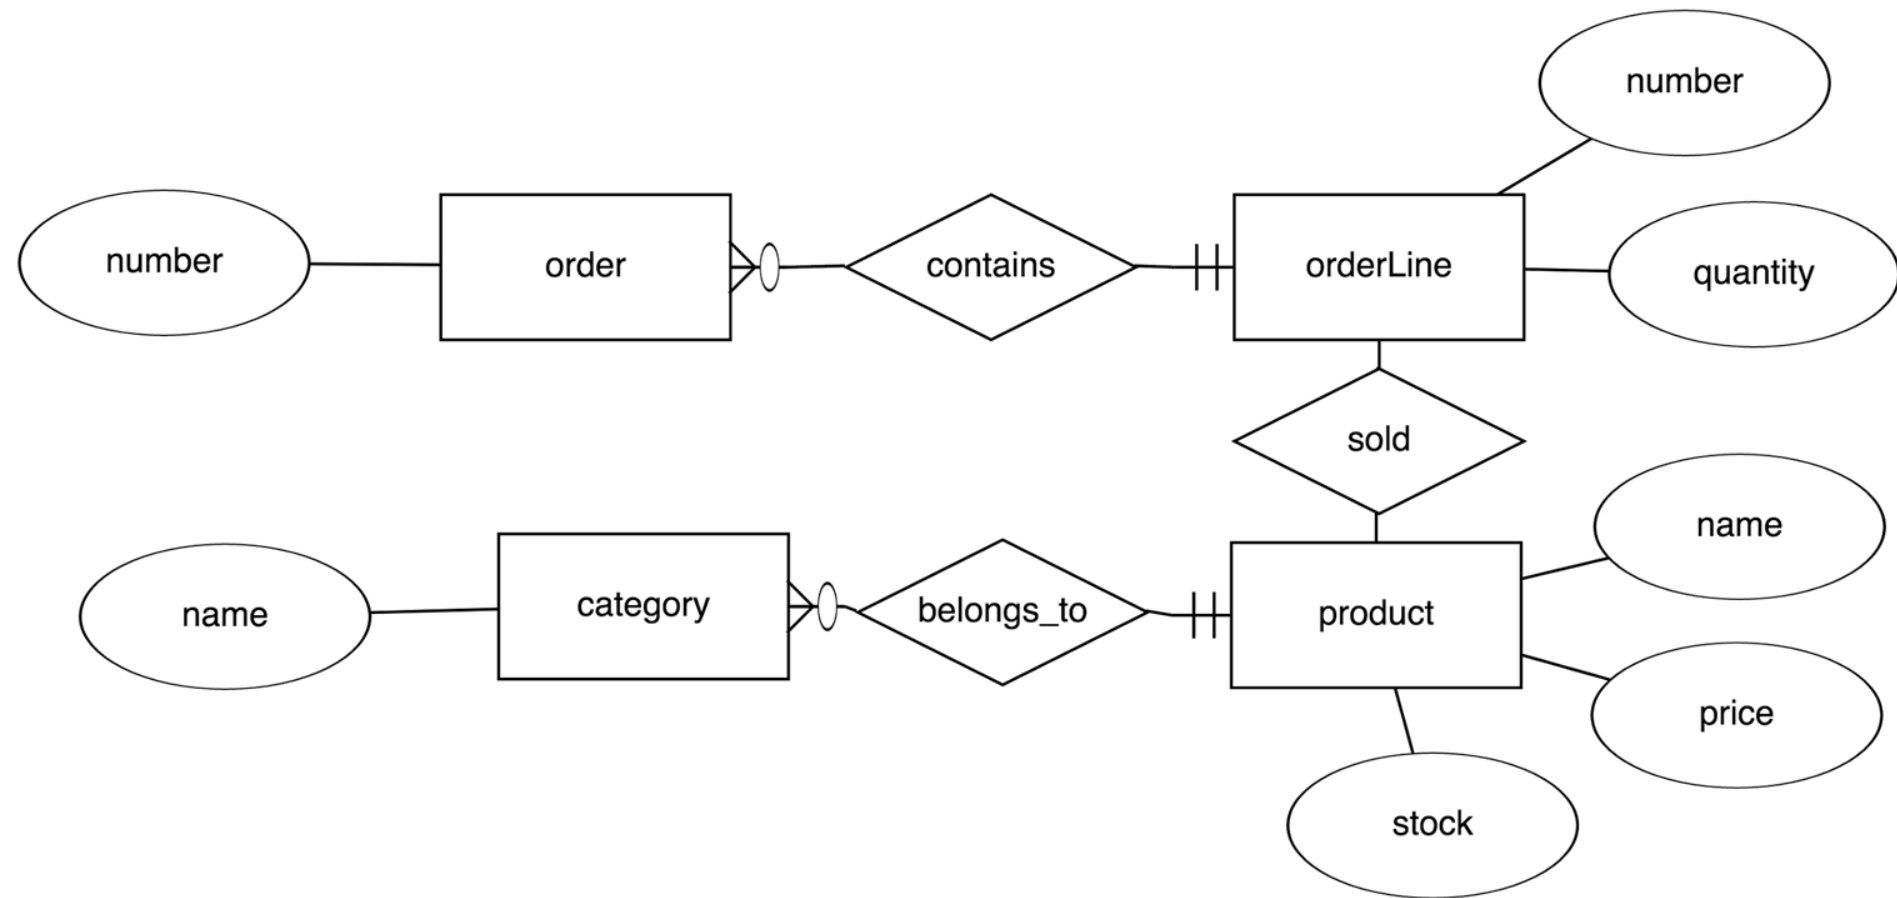 number
number
order
contains
orderLine
quantity
sold
name
category
belongs_to
product
name
price
stock